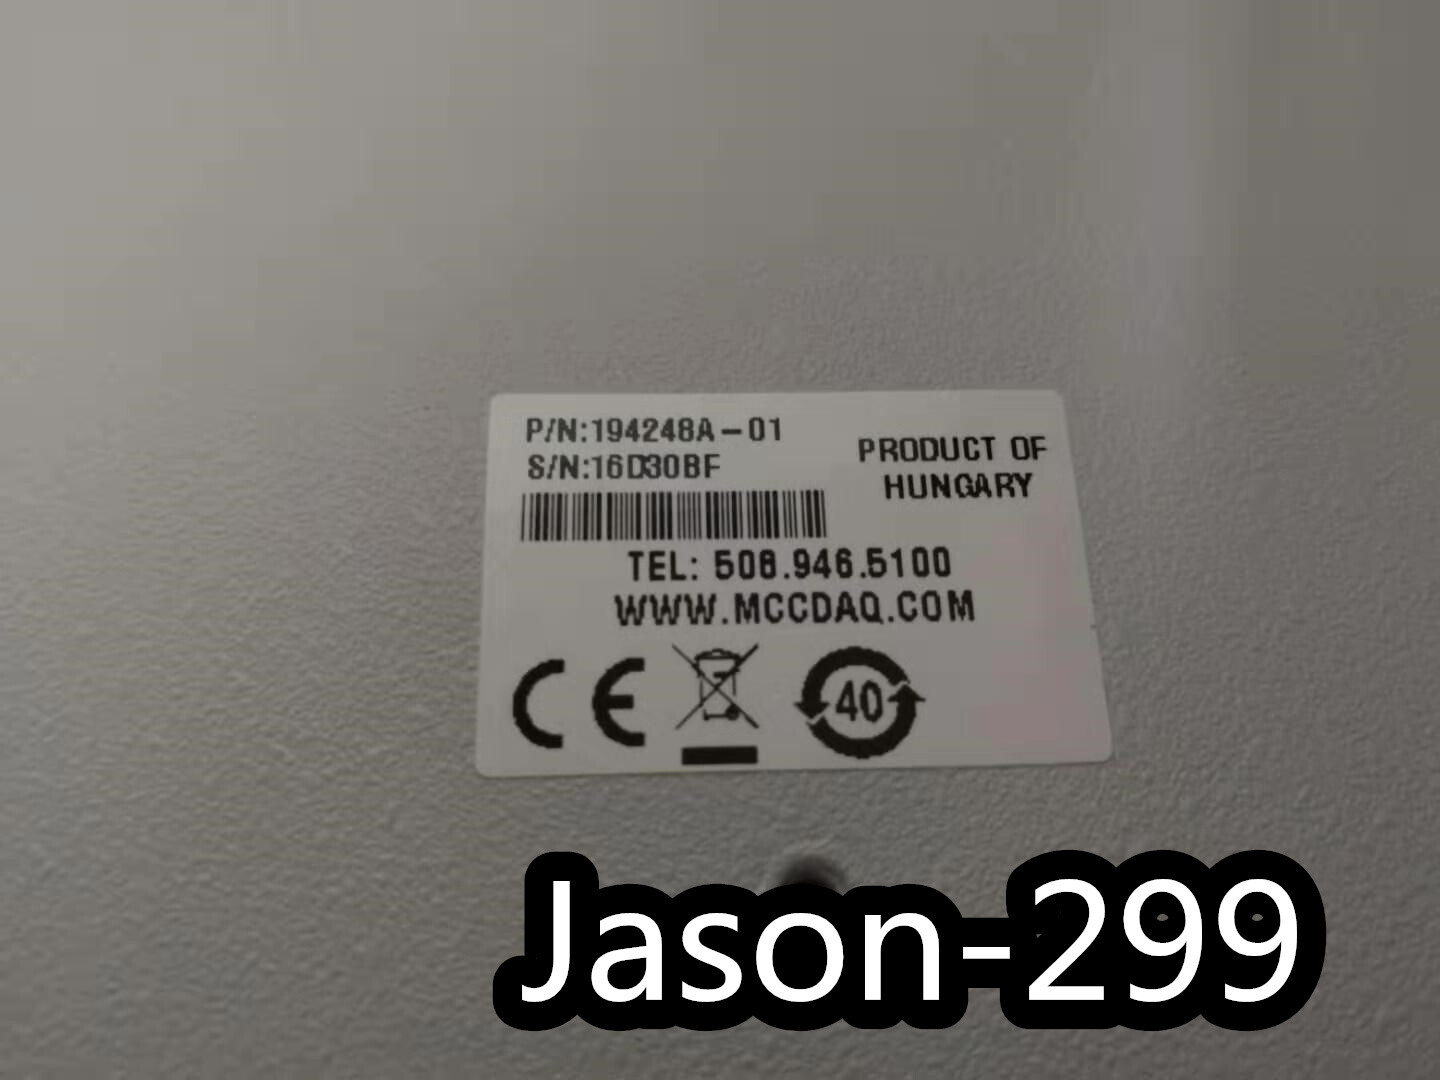 P/N:194248A-01
S/N:16D30BF
PRODUCT OF
HUNGARY
TEL: 508.946.5100
WWW.MCCDAQ.COM
CE
40
Jason-299